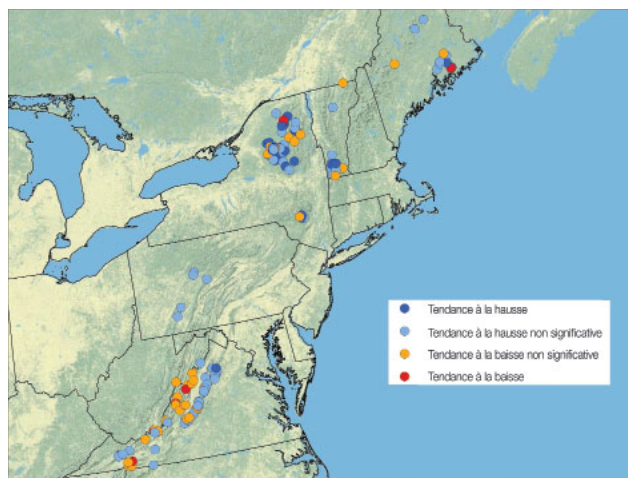 Tendance à la hausse
Tendance à la hausse non significative
Tendance à la baisse non significative
Tendance à la baisse